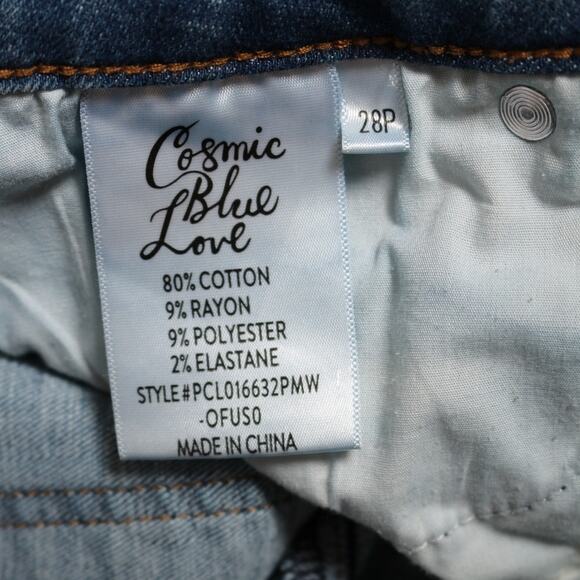 Cosmic
Blue
Love
28P
80% COTTON
9% RAYON
9% POLYESTER
2% ELASTANE
STYLE#PCL016632PMW
-OFUS0
MADE IN CHINA